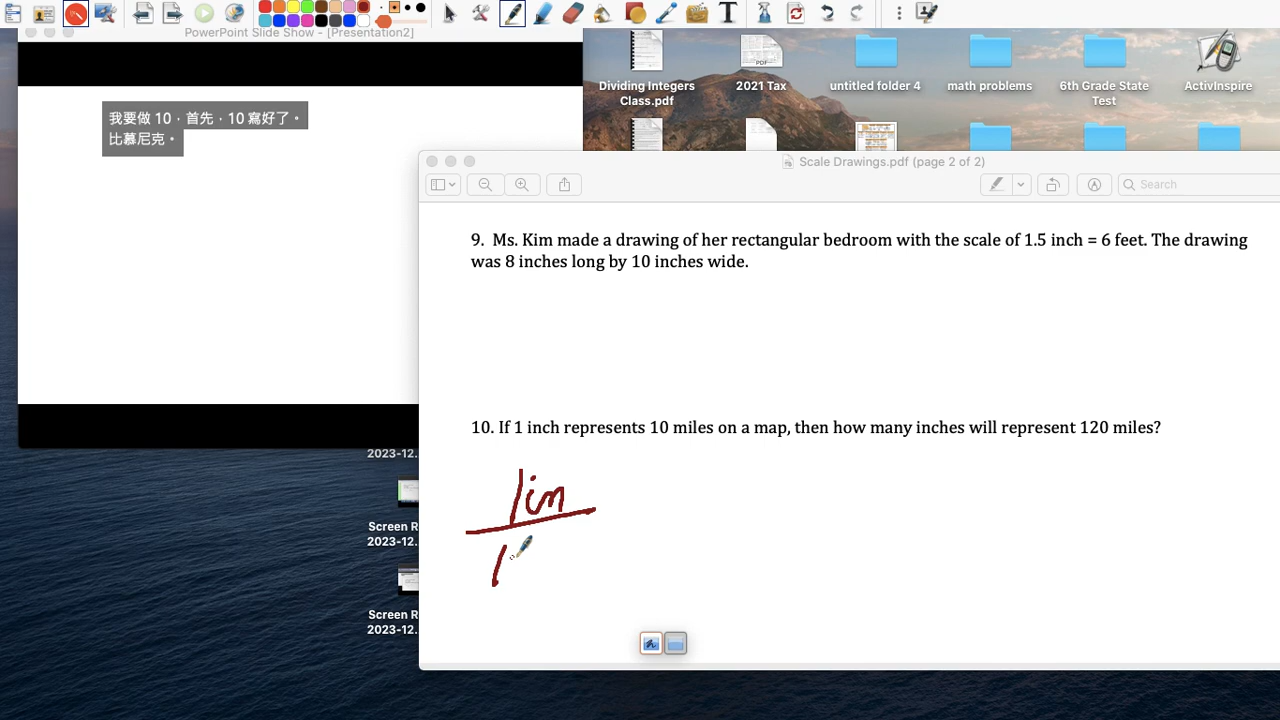 PowerPoint Slide Show - [Presentation2]
我要做 10，首先，10 寫好了。
比慕尼克。
Dividing Integers
Class.pdf
PDF
2021 Tax
untitled folder 4
math problems
6th Grade State
Test
ActivInspire
Scale Drawings.pdf (page 2 of 2)
Search
9. Ms. Kim made a drawing of her rectangular bedroom with the scale of 1.5 inch = 6 feet. The drawing
was 8 inches long by 10 inches wide.
10. If 1 inch represents 10 miles on a map, then how many inches will represent 120 miles?
1in
1
2023-12.
Screen R
2023-12.
Screen R
2023-12.